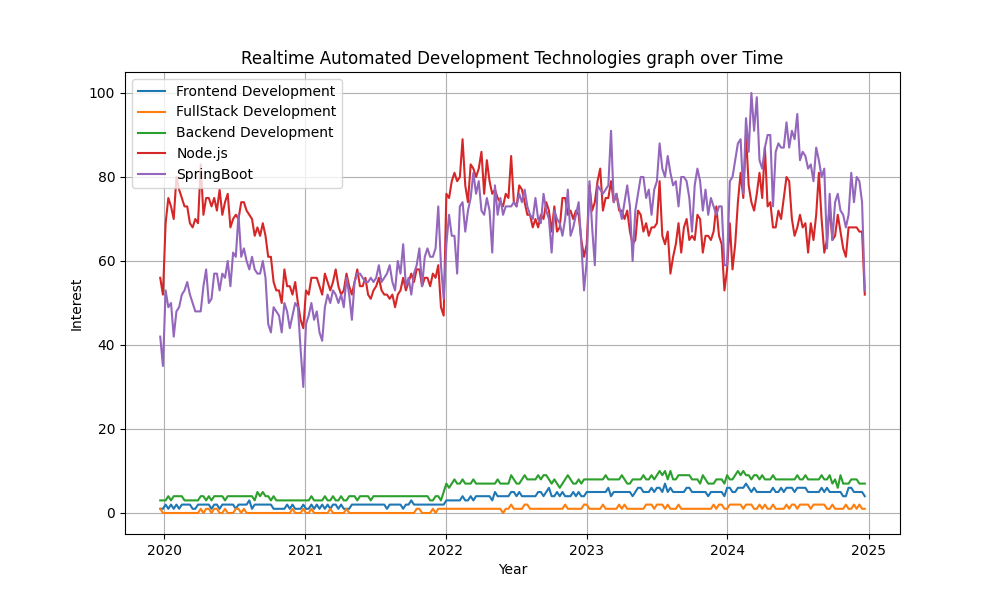 Realtime Automated Development Technologies graph over Time
Frontend Development
FullStack Development
Backend Development
Node.js
SpringBoot
100
80
60
40
20
0
Interest
2020 2021 2022 2023 2024 2025
Year